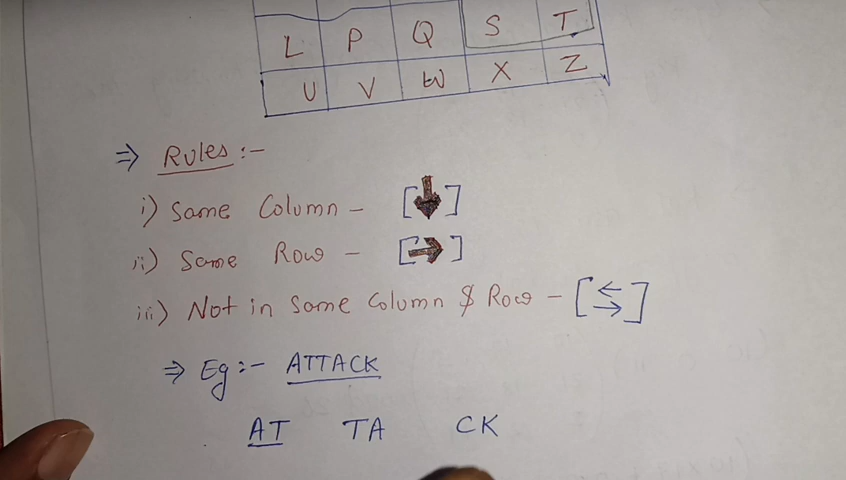 L P Q S T
U V W X Z
⇒ Rules :-
i) Same Column - [↓]
ii) Same Row - [→]
iii) Not in Same Column & Row - [⇆]
⇒ Eg :- ATTACK
AT TA CK